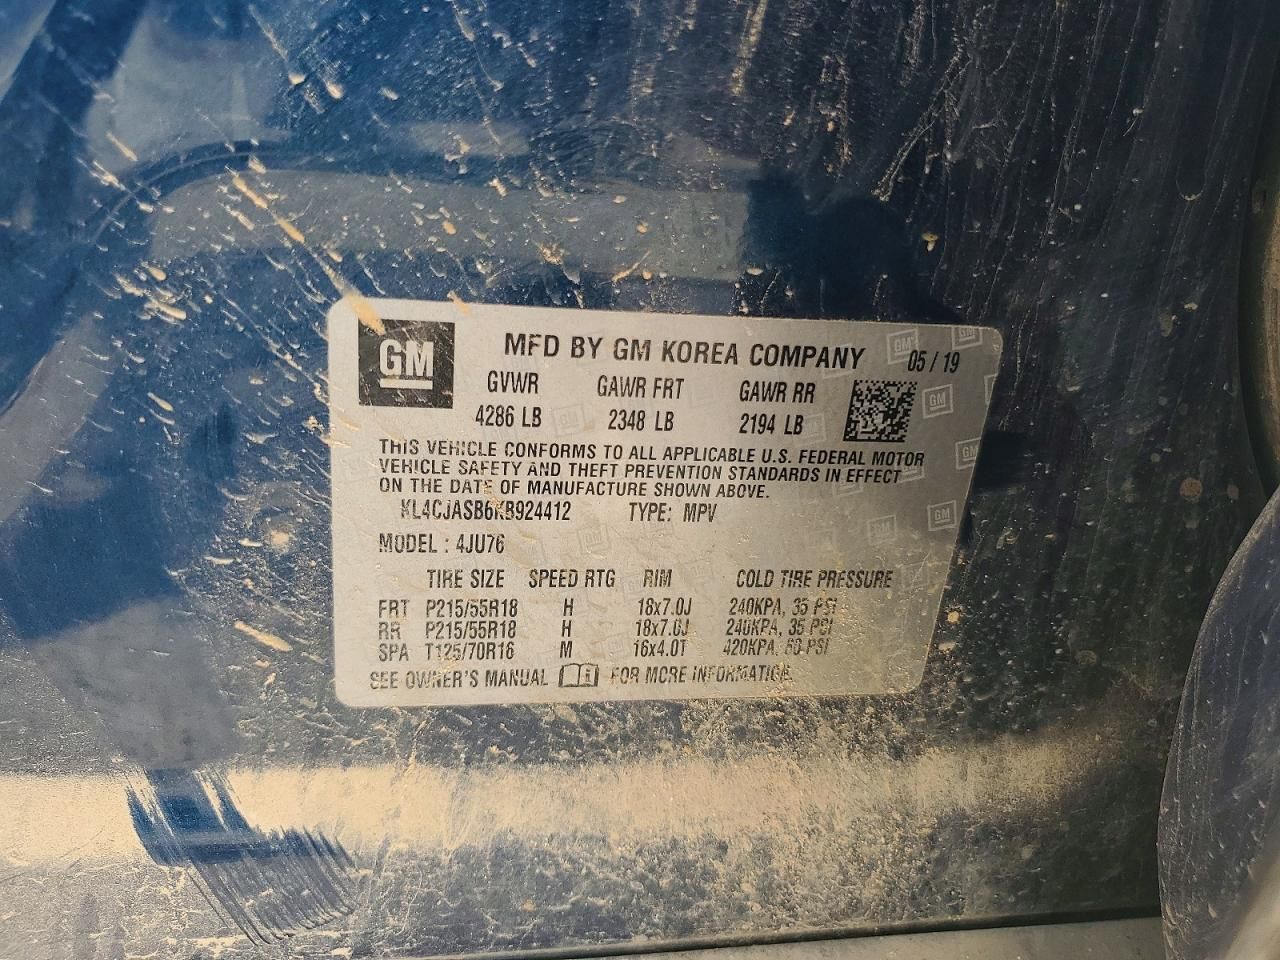 GM
MFD BY GM KOREA COMPANY 05 / 19
GVWR GAWR FRT GAWR RR
4286 LB 2348 LB 2194 LB
THIS VEHICLE CONFORMS TO ALL APPLICABLE U.S. FEDERAL MOTOR
VEHICLE SAFETY AND THEFT PREVENTION STANDARDS IN EFFECT
ON THE DATE OF MANUFACTURE SHOWN ABOVE.
KL4CJASB6KB924412 TYPE: MPV
MODEL : 4JU76
TIRE SIZE SPEED RTG RIM COLD TIRE PRESSURE
FRT P215/55R18 H 18x7.0J 240KPA, 35 PSI
RR P215/55R18 H 18x7.0J 240KPA, 35 PSI
SPA T125/70R16 M 16x4.0T 420KPA, 60 PSI
SEE OWNER'S MANUAL FOR MORE INFORMATION.